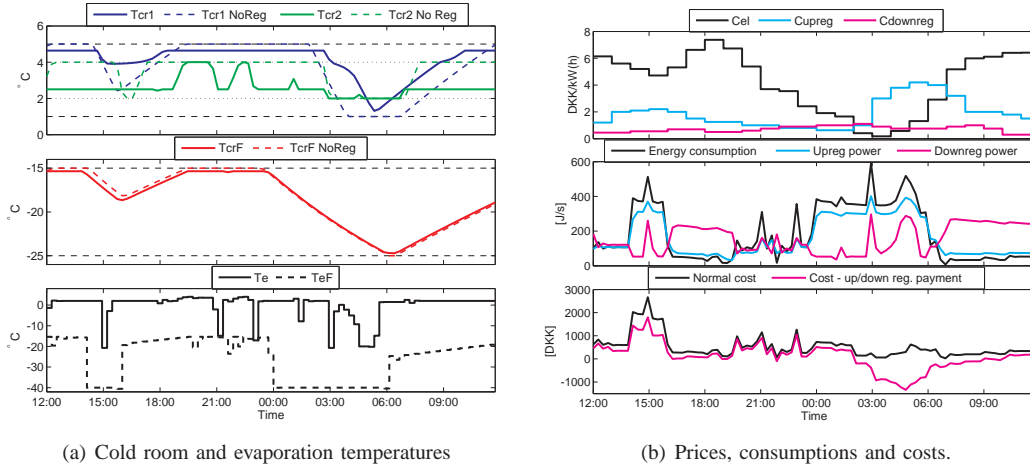 Tcr1 Tcr1 NoReg Tcr2 Tcr2 No Reg
6
4
2
0
°C
TcrF TcrF NoReg
-15
-20
-25
°C
Te TeF
0
-10
-20
-30
-40
°C
12:00 15:00 18:00 21:00 00:00 03:00 06:00 09:00
Time
(a) Cold room and evaporation temperatures
Cel Cupreg Cdownreg
8
6
4
2
0
DKK/kW(h)
Energy consumption Upreg power Downreg power
600
400
200
0
[J/s]
Normal cost Cost - up/down reg. payment
3000
2000
1000
0
-1000
[DKK]
12:00 15:00 18:00 21:00 00:00 03:00 06:00 09:00
Time
(b) Prices, consumptions and costs.